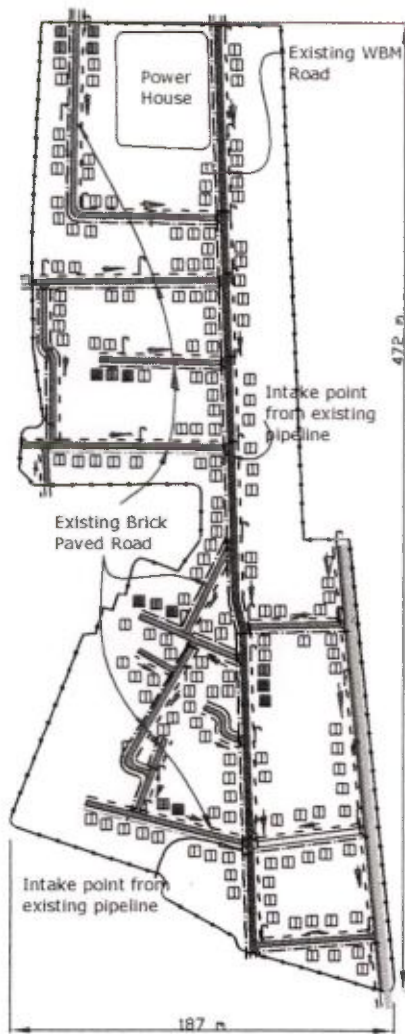 Existing WBM
Road
Power
House
472 m
Intake point
from existing
pipeline
Existing Brick
Paved Road
Intake point from
existing pipeline
187 m